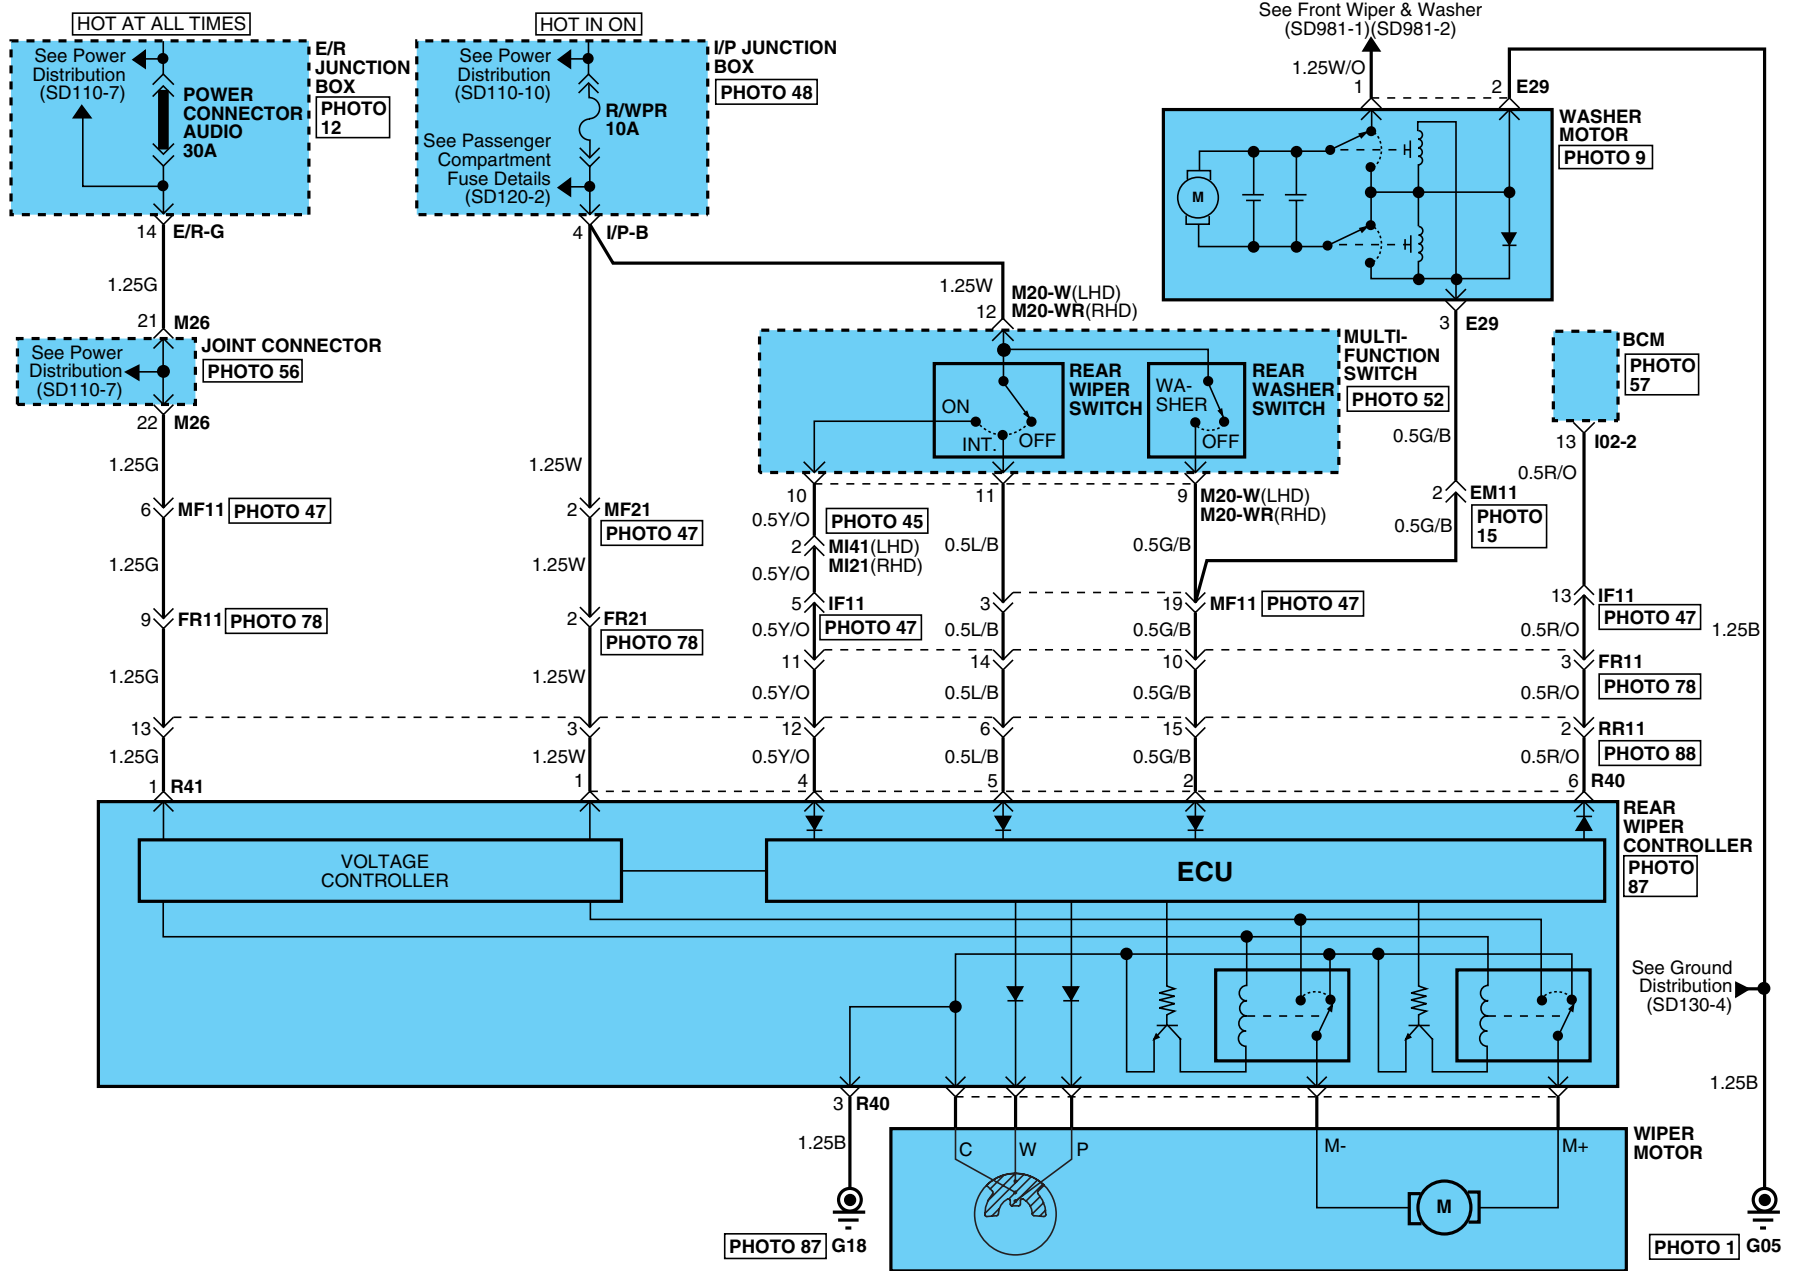 HOT AT ALL TIMES
See Power
Distribution
(SD110-7)
POWER
CONNECTOR
AUDIO
30A
E/R
JUNCTION
BOX
PHOTO
12
14 E/R-G
1.25G
21 M26
See Power
Distribution
(SD110-7)
JOINT CONNECTOR
PHOTO 56
22 M26
1.25G
6 MF11 PHOTO 47
1.25G
9 FR11 PHOTO 78
1.25G
13
1.25G
1 R41
HOT IN ON
See Power
Distribution
(SD110-10)
R/WPR
10A
See Passenger
Compartment
Fuse Details
(SD120-2)
I/P JUNCTION
BOX
PHOTO 48
4 I/P-B
1.25W
2 MF21
PHOTO 47
1.25W
2 FR21
PHOTO 78
1.25W
3
1.25W
1
1.25W
M20-W(LHD)
12 M20-WR(RHD)
REAR
WIPER
SWITCH
ON
INT.
OFF
WA-
SHER
OFF
REAR
WASHER
SWITCH
MULTI-
FUNCTION
SWITCH
PHOTO 52
10
0.5Y/O
PHOTO 45
2 MI41(LHD)
MI21(RHD)
0.5Y/O
5 IF11
PHOTO 47
0.5Y/O
11
0.5Y/O
12
0.5Y/O
4
11
0.5L/B
3
0.5L/B
14
0.5L/B
6
0.5L/B
5
9 M20-W(LHD)
M20-WR(RHD)
0.5G/B
19 MF11 PHOTO 47
0.5G/B
10
0.5G/B
15
0.5G/B
2
See Front Wiper & Washer
(SD981-1)(SD981-2)
1.25W/O
1
2 E29
WASHER
MOTOR
PHOTO 9
M
3 E29
0.5G/B
2 EM11
PHOTO
15
0.5G/B
BCM
PHOTO
57
13 I02-2
0.5R/O
13 IF11
PHOTO 47
0.5R/O
3 FR11
PHOTO 78
0.5R/O
2 RR11
PHOTO 88
0.5R/O
6 R40
1.25B
REAR
WIPER
CONTROLLER
PHOTO
87
VOLTAGE
CONTROLLER
ECU
See Ground
Distribution
(SD130-4)
1.25B
3 R40
1.25B
PHOTO 87 G18
C
W
P
M-
M+
M
WIPER
MOTOR
PHOTO 1 G05